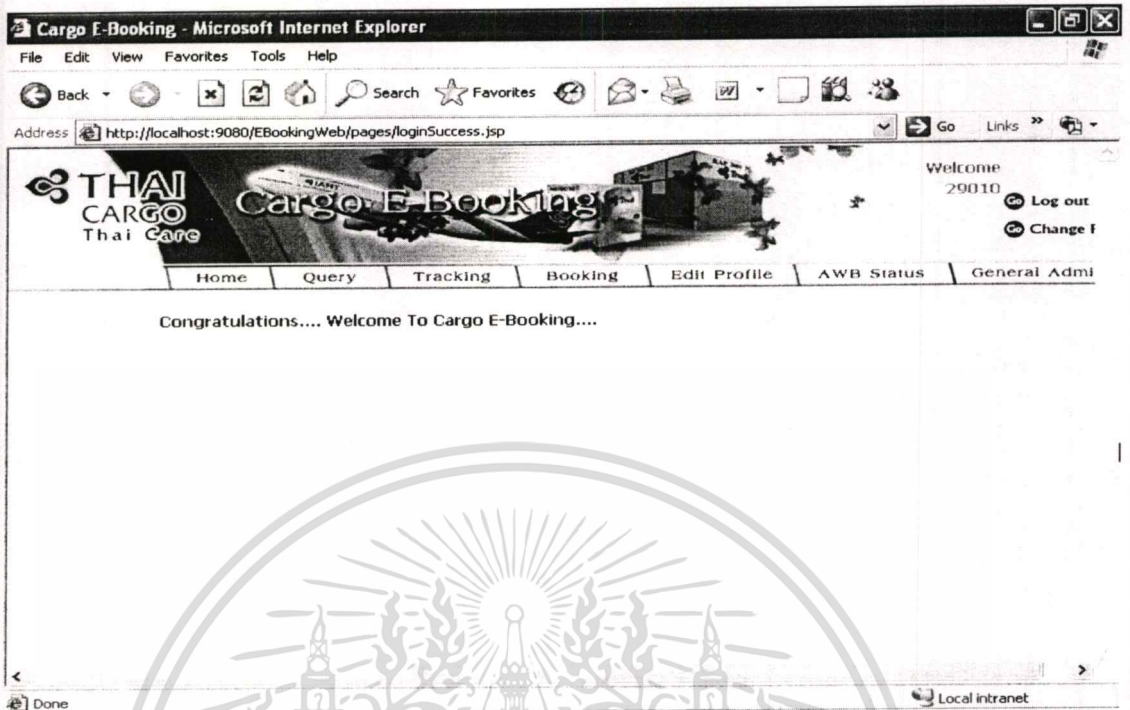 Cargo E-Booking - Microsoft Internet Explorer
File Edit View Favorites Tools Help
Back Search Favorites
Address http://localhost:9080/EBookingWeb/pages/loginSuccess.jsp Go Links »
THAI
CARGO
Thai Care
Cargo E-Booking
Welcome
29010
Go Log out
Go Change F
Home Query Tracking Booking Edit Profile AWB Status General Admi
Congratulations.... Welcome To Cargo E-Booking....
Done Local intranet